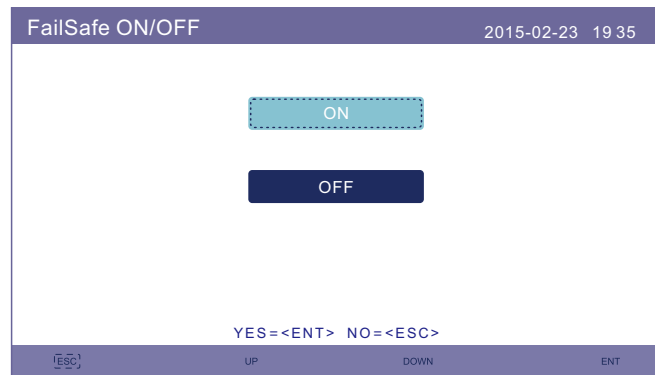 FailSafe ON/OFF 2015-02-23 19 35
ON
OFF
YES=<ENT> NO=<ESC>
ESC UP DOWN ENT